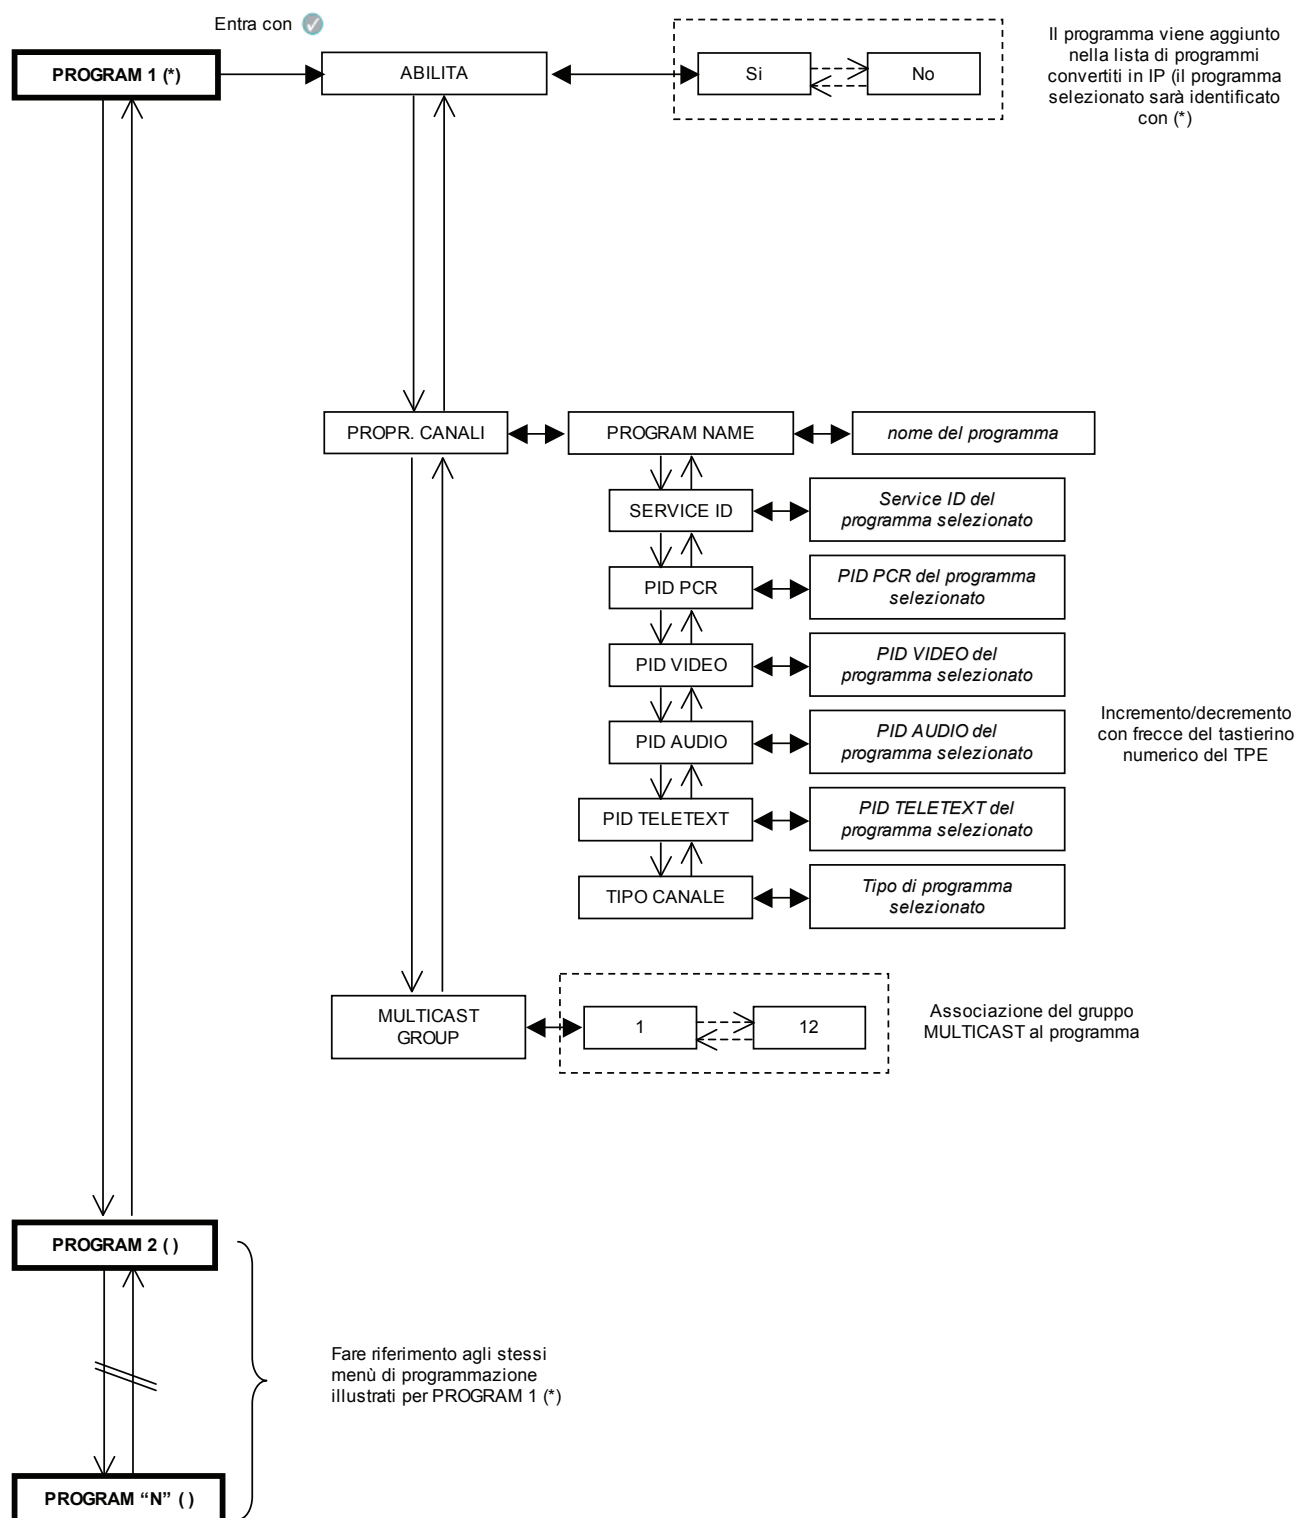 Entra con
PROGRAM 1 (*)
ABILITA
Si
No
Il programma viene aggiunto
nella lista di programmi
convertiti in IP (il programma
selezionato sarà identificato
con (*)
PROPR. CANALI
PROGRAM NAME
nome del programma
SERVICE ID
Service ID del
programma selezionato
PID PCR
PID PCR del programma
selezionato
PID VIDEO
PID VIDEO del
programma selezionato
PID AUDIO
PID AUDIO del
programma selezionato
Incremento/decremento
con frecce del tastierino
numerico del TPE
PID TELETEXT
PID TELETEXT del
programma selezionato
TIPO CANALE
Tipo di programma
selezionato
MULTICAST
GROUP
1
12
Associazione del gruppo
MULTICAST al programma
PROGRAM 2 ( )
Fare riferimento agli stessi
menù di programmazione
illustrati per PROGRAM 1 (*)
PROGRAM “N” ( )